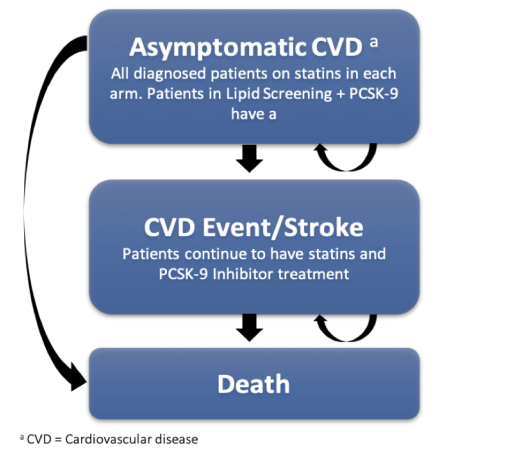 Asymptomatic CVD a
All diagnosed patients on statins in each
arm. Patients in Lipid Screening + PCSK-9
have a
CVD Event/Stroke
Patients continue to have statins and
PCSK-9 Inhibitor treatment
Death
a CVD = Cardiovascular disease